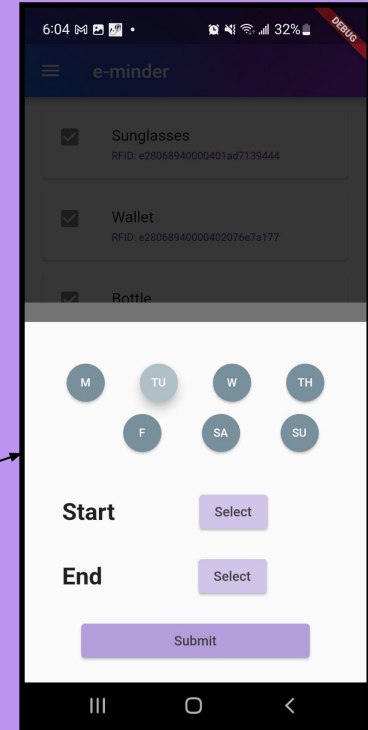 6:04 32%
DEBUG
e-minder
Sunglasses
RFID: e28068940000401ad7139444
Wallet
RFID: e28068940000402076e7a177
Bottle
M TU W TH
F SA SU
Start Select
End Select
Submit